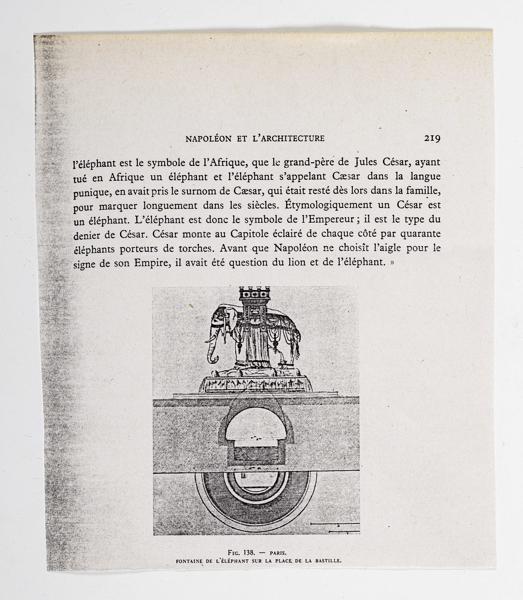 NAPOLÉON ET L'ARCHITECTURE 219
l'éléphant est le symbole de l'Afrique, que le grand-père de Jules César, ayant
tué en Afrique un éléphant et l'éléphant s'appelant Cæsar dans la langue
punique, en avait pris le surnom de Cæsar, qui était resté dès lors dans la famille,
pour marquer longuement dans les siècles. Étymologiquement un César est
un éléphant. L'éléphant est donc le symbole de l'Empereur ; il est le type du
denier de César. César monte au Capitole éclairé de chaque côté par quarante
éléphants porteurs de torches. Avant que Napoléon ne choisît l'aigle pour le
signe de son Empire, il avait été question du lion et de l'éléphant. »
Fig. 138. — PARIS.
FONTAINE DE L'ÉLÉPHANT SUR LA PLACE DE LA BASTILLE.